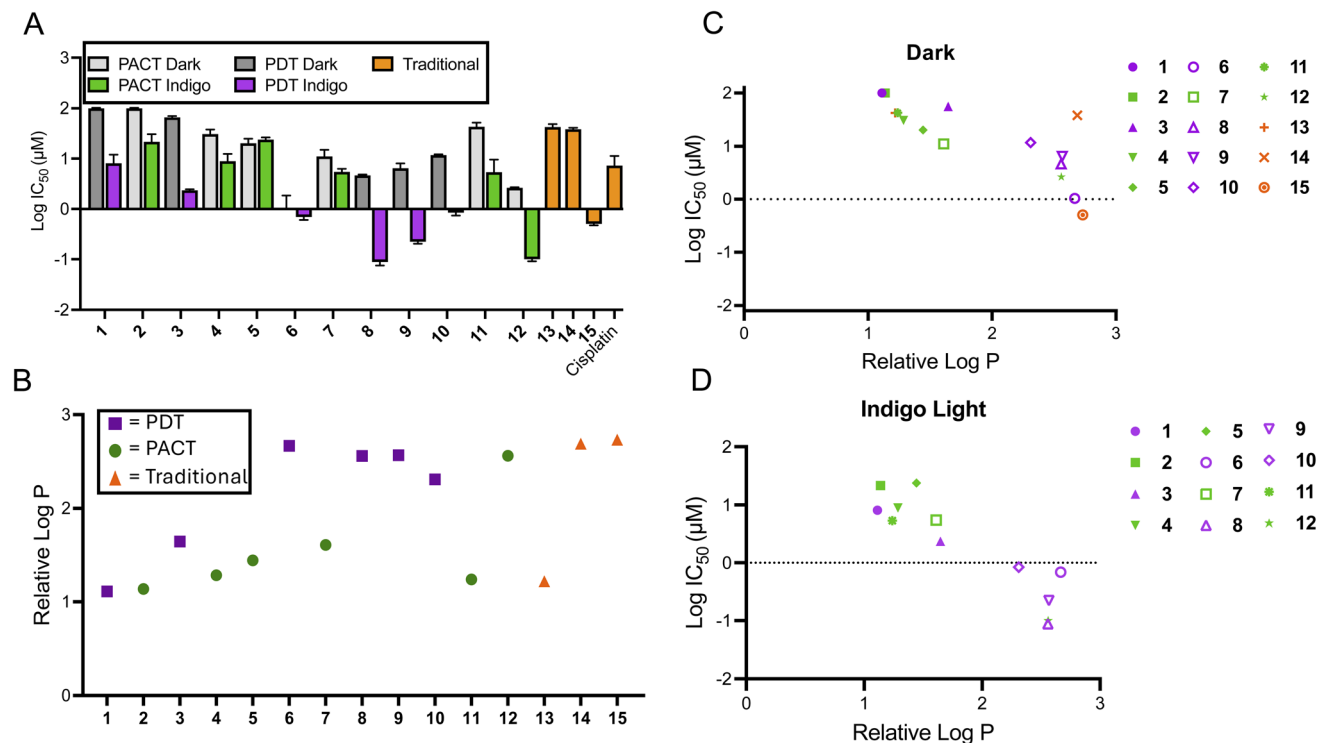 A
3
PACT Dark PDT Dark Traditional
PACT Indigo PDT Indigo
2
1
0
-1
-2
Log IC50 (µM)
1 2 3 4 5 6 7 8 9 10 11 12 13 14 15 Cisplatin
B
3
= PDT
= PACT
= Traditional
2
1
0
Relative Log P
1 2 3 4 5 6 7 8 9 10 11 12 13 14 15
C
Dark
2
1
0
-1
-2
Log IC50 (µM)
0 1 2 3
Relative Log P
1 6 11
2 7 12
3 8 13
4 9 14
5 10 15
D
Indigo Light
2
1
0
-1
-2
Log IC50 (µM)
0 1 2 3
Relative Log P
1 5 9
2 6 10
3 7 11
4 8 12